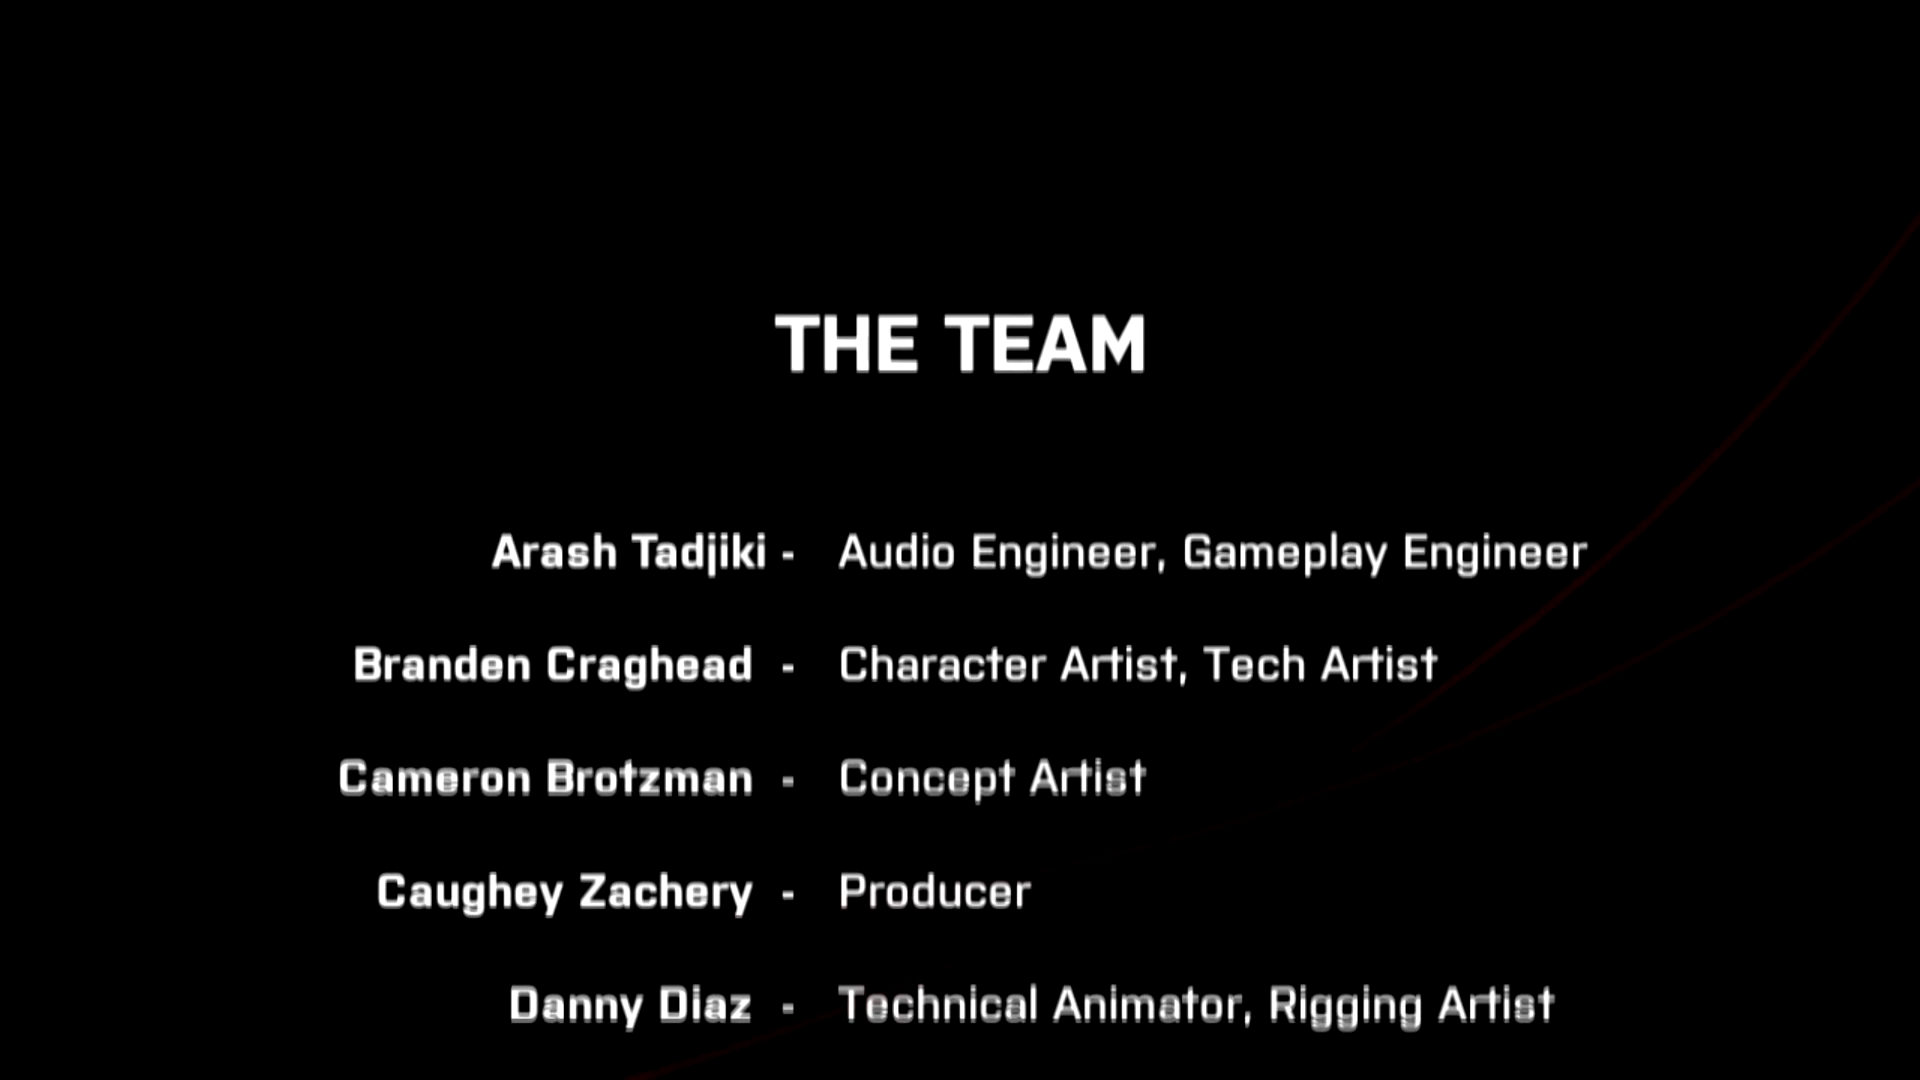 THE TEAM
Arash Tadjiki - Audio Engineer, Gameplay Engineer
Branden Craghead - Character Artist, Tech Artist
Cameron Brotzman - Concept Artist
Caughey Zachery - Producer
Danny Diaz - Technical Animator, Rigging Artist